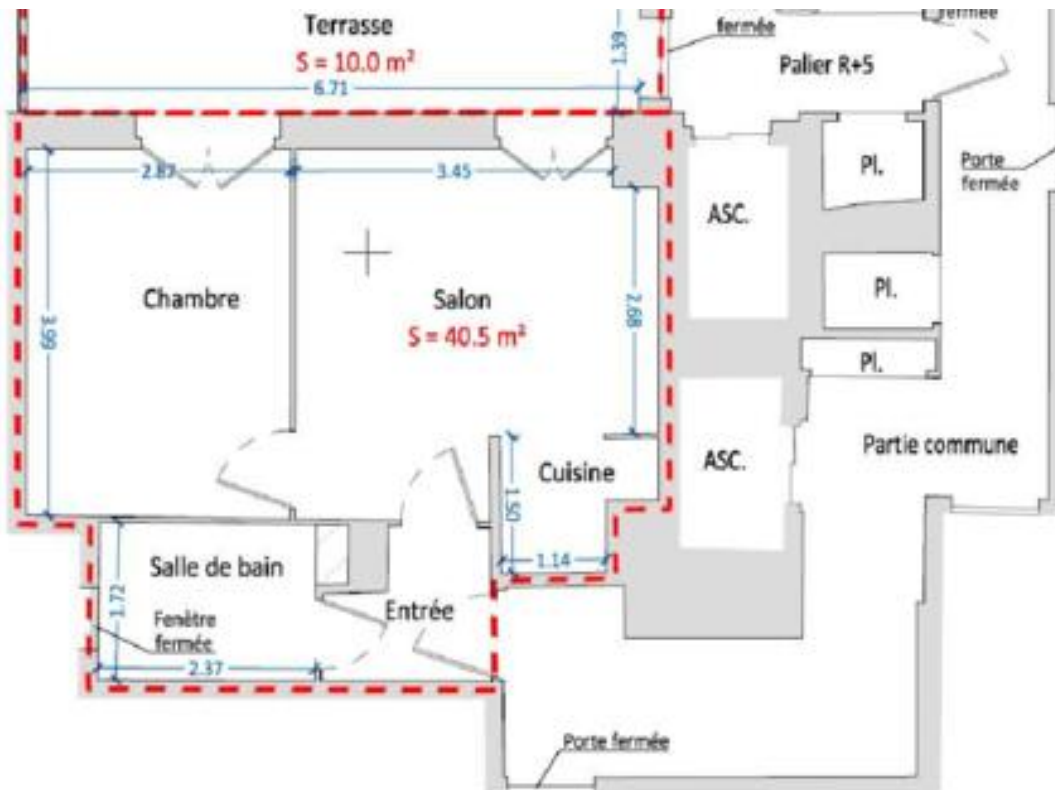 Terrasse
S = 10.0 m²
6.71
1.39
fermée
fermée
Palier R+5
2.87
3.45
Pl.
Porte
fermée
ASC.
Chambre
Salon
S = 40.5 m²
3.99
2.68
Pl.
Pl.
Cuisine
ASC.
Partie commune
1.50
1.14
Salle de bain
1.72
Fenêtre
fermée
Entrée
2.37
Porte fermée